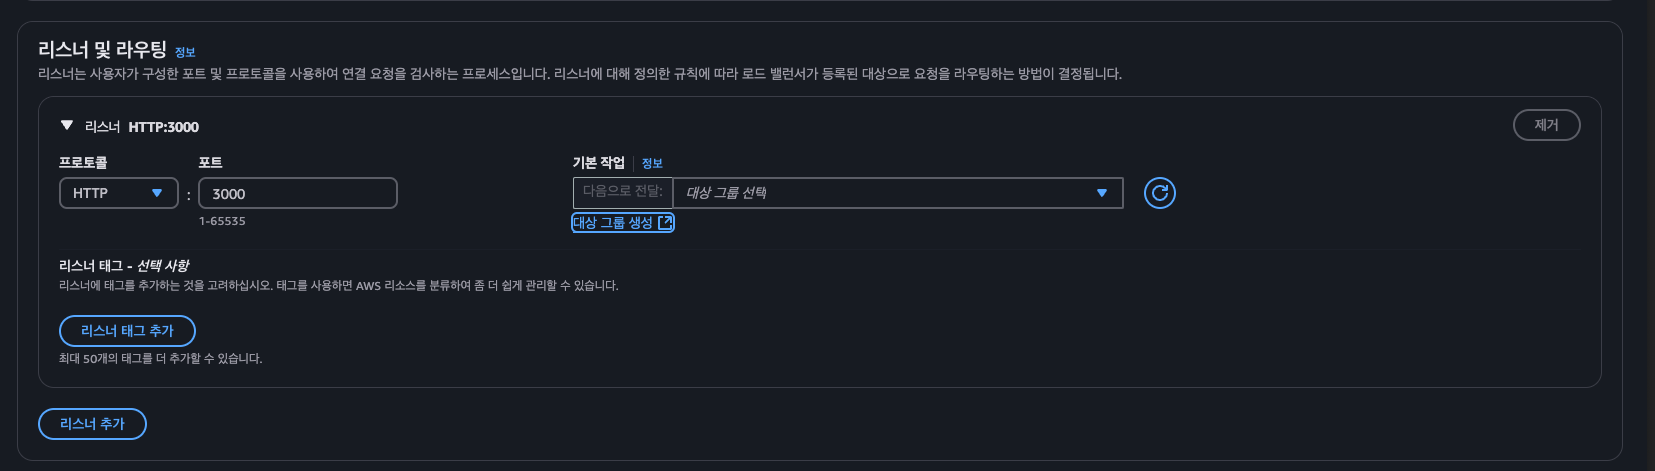 리스너 및 라우팅 정보
리스너는 사용자가 구성한 포트 및 프로토콜을 사용하여 연결 요청을 검사하는 프로세스입니다. 리스너에 대해 정의한 규칙에 따라 로드 밸런서가 등록된 대상으로 요청을 라우팅하는 방법이 결정됩니다.
리스너 HTTP:3000
제거
프로토콜 포트 기본 작업 정보
HTTP : 3000 다음으로 전달: 대상 그룹 선택
1-65535 대상 그룹 생성
리스너 태그 - 선택 사항
리스너에 태그를 추가하는 것을 고려하십시오. 태그를 사용하면 AWS 리소스를 분류하여 좀 더 쉽게 관리할 수 있습니다.
리스너 태그 추가
최대 50개의 태그를 더 추가할 수 있습니다.
리스너 추가